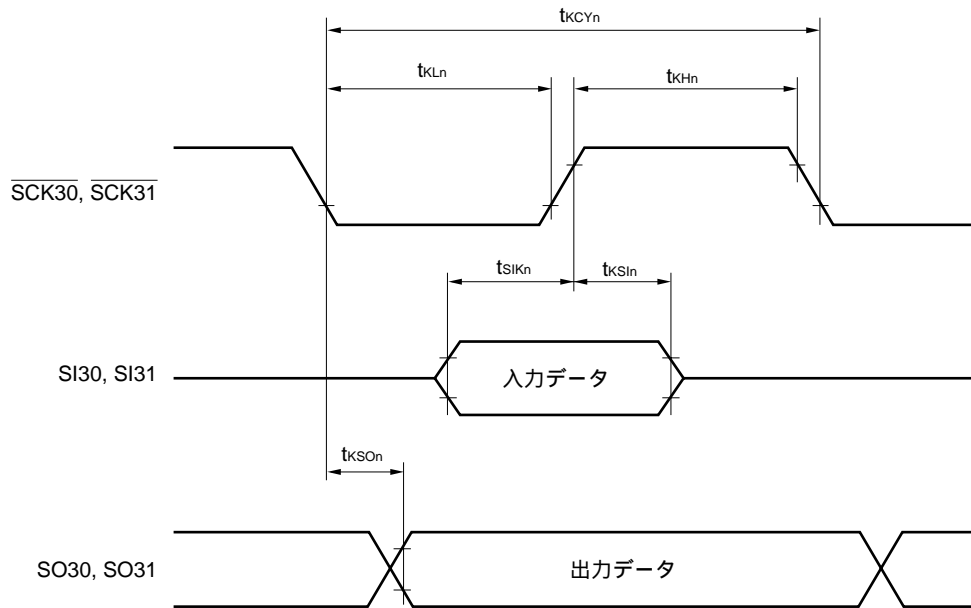 tKCYn
tKLn
tKHn
SCK30, SCK31
tSIKn
tKSIn
SI30, SI31
入力データ
tKSOn
SO30, SO31
出力データ